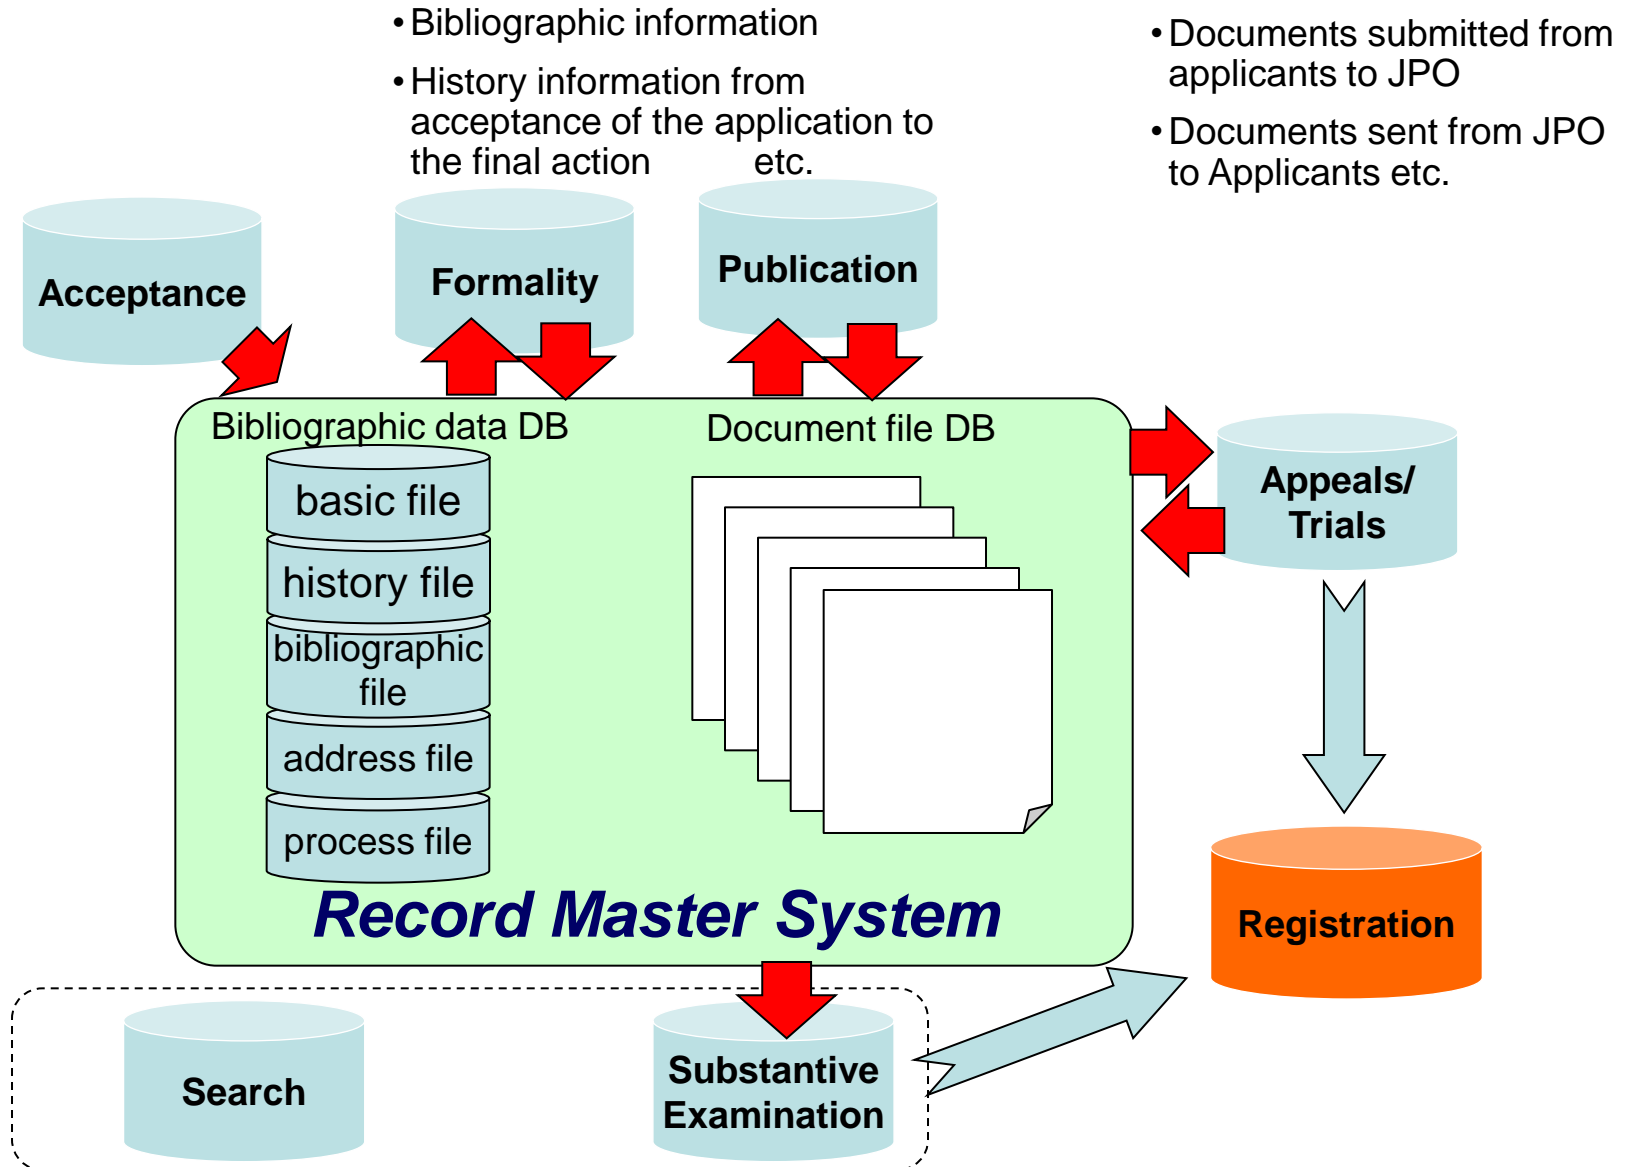 •Bibliographic information
•History information from
acceptance of the application to
the final action etc.
•Documents submitted from
applicants to JPO
•Documents sent from JPO
to Applicants etc.
Acceptance
Formality
Publication
Bibliographic data DB
Document file DB
basic file
history file
bibliographic
file
address file
process file
Appeals/
Trials
Record Master System
Registration
Search
Substantive
Examination